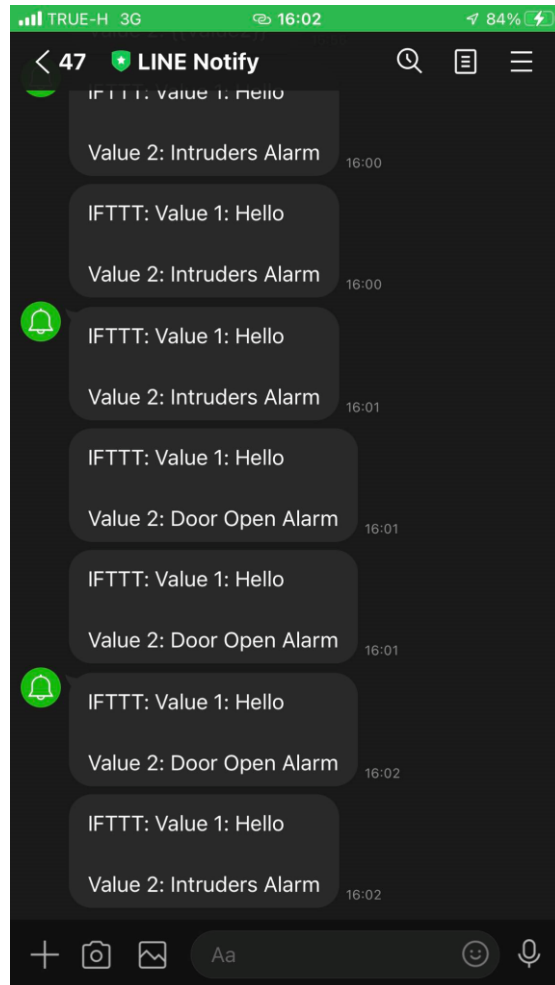 TRUE-H 3G 16:02 84%
47 LINE Notify
IFTTT: Value 1: Hello
Value 2: Intruders Alarm 16:00
IFTTT: Value 1: Hello
Value 2: Intruders Alarm 16:00
IFTTT: Value 1: Hello
Value 2: Intruders Alarm 16:01
IFTTT: Value 1: Hello
Value 2: Door Open Alarm 16:01
IFTTT: Value 1: Hello
Value 2: Door Open Alarm 16:01
IFTTT: Value 1: Hello
Value 2: Door Open Alarm 16:02
IFTTT: Value 1: Hello
Value 2: Intruders Alarm 16:02
Aa